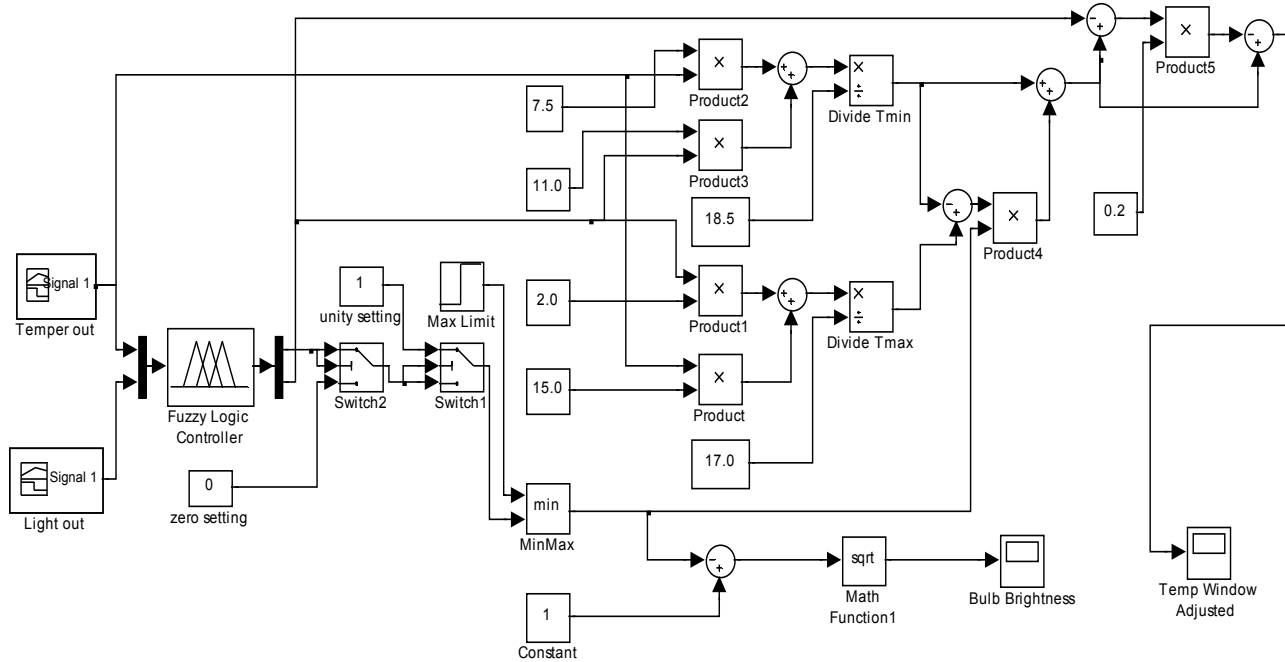 Product5
7.5
Product2
Divide Tmin
11.0
Product3
18.5
0.2
Product4
Signal 1
Temper out
1
unity setting
Max Limit
2.0
Product1
Divide Tmax
Fuzzy Logic
Controller
Switch2
Switch1
15.0
Product
17.0
Signal 1
Light out
0
zero setting
min
MinMax
sqrt
Math
Function1
Bulb Brightness
Temp Window
Adjusted
1
Constant